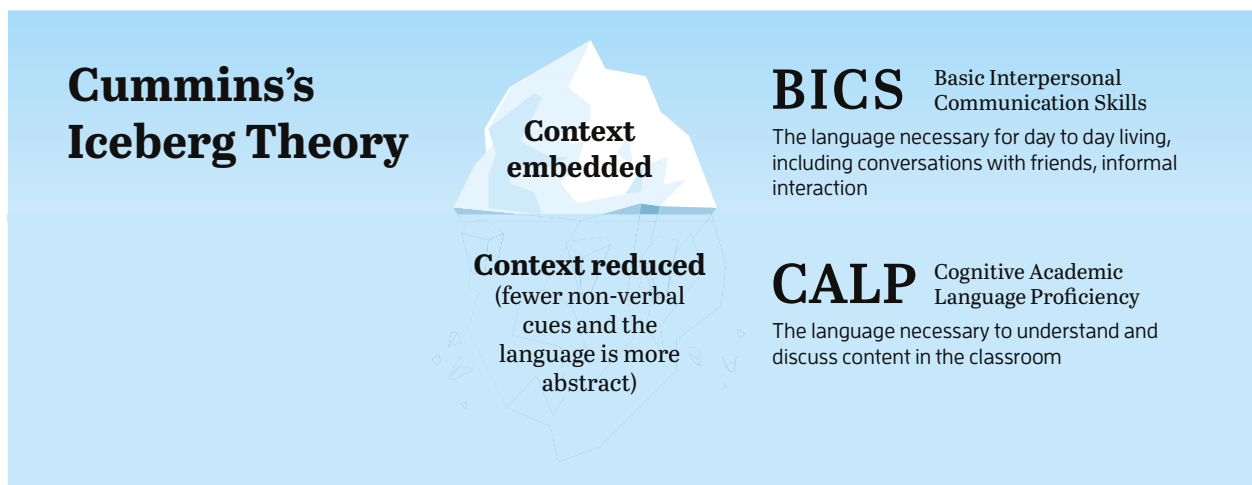 Cummins’s
Iceberg Theory
Context
embedded
Context reduced
(fewer non-verbal
cues and the
language is more
abstract)
BICS
Basic Interpersonal
Communication Skills
The language necessary for day to day living,
including conversations with friends, informal
interaction
CALP
Cognitive Academic
Language Proficiency
The language necessary to understand and
discuss content in the classroom